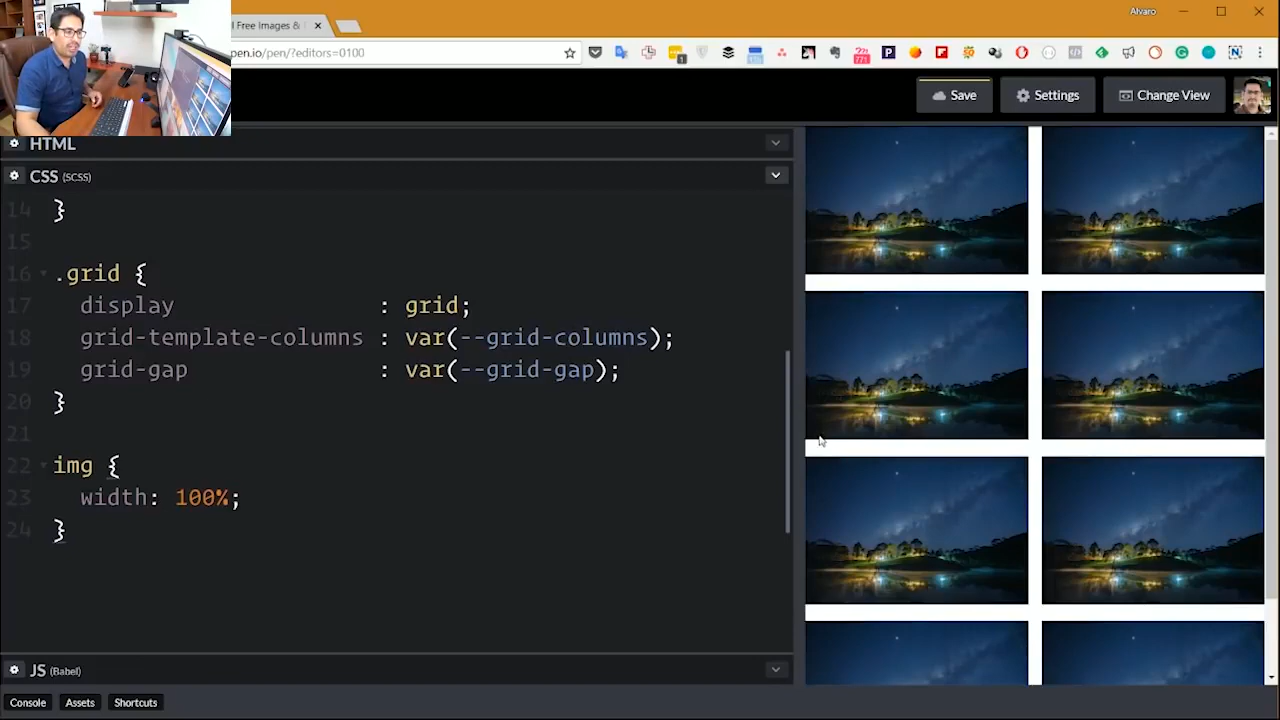 Alvaro
l Free Images &
pen.io/pen/?editors=0100
Save
Settings
Change View
HTML
CSS (SCSS)
14 }
15
16 .grid {
17 display : grid;
18 grid-template-columns : var(--grid-columns);
19 grid-gap : var(--grid-gap);
20 }
21
22 img {
23 width: 100%;
24 }
JS (Babel)
Console
Assets
Shortcuts